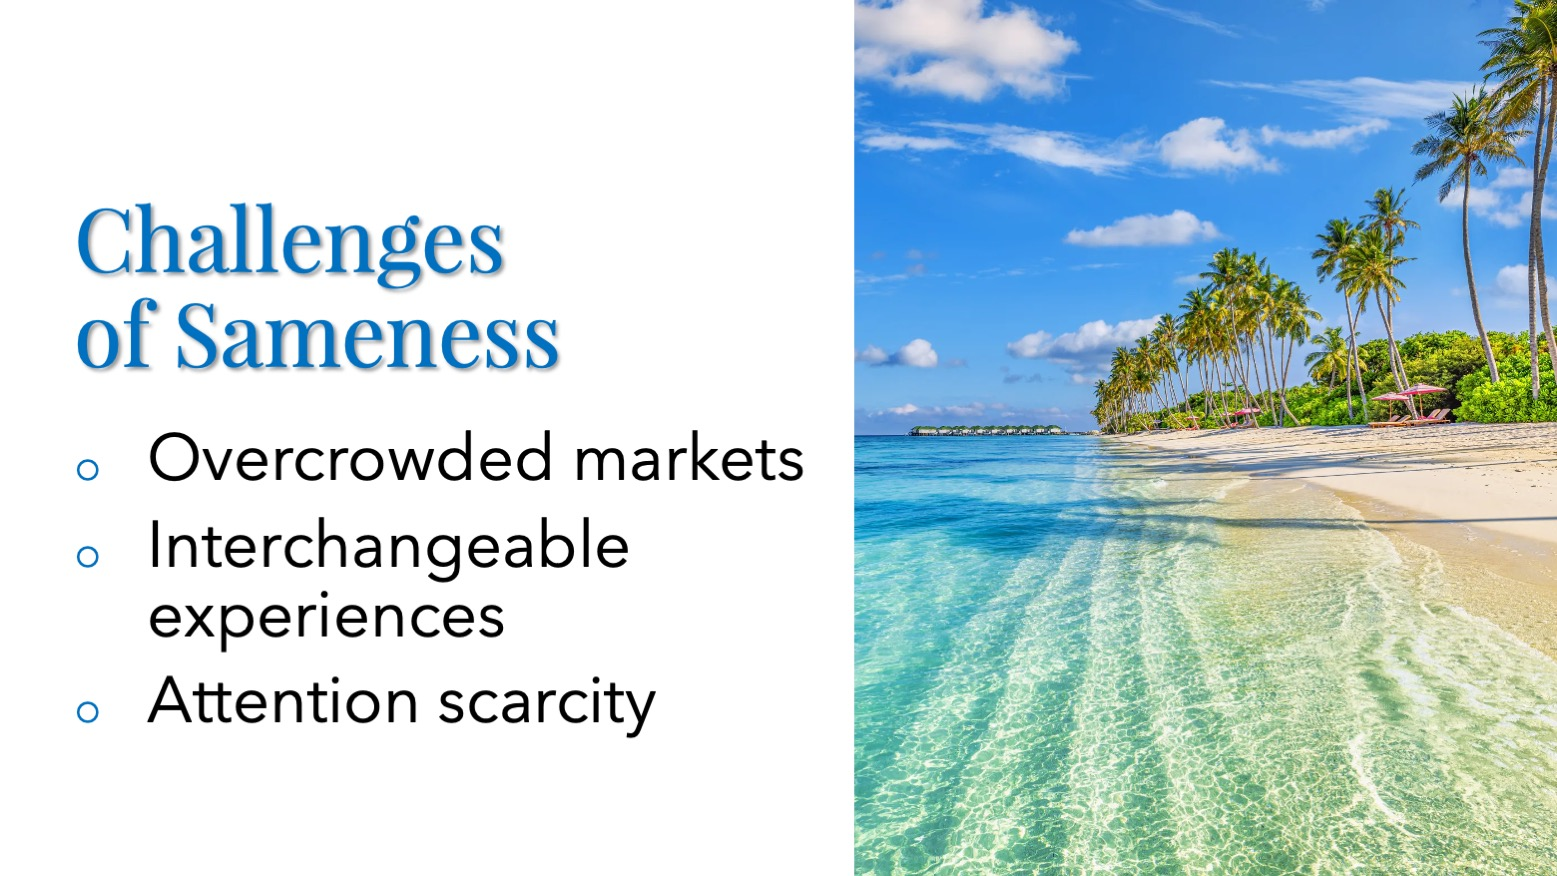 Challenges
of Sameness
Overcrowded markets
Interchangeable
experiences
Attention scarcity